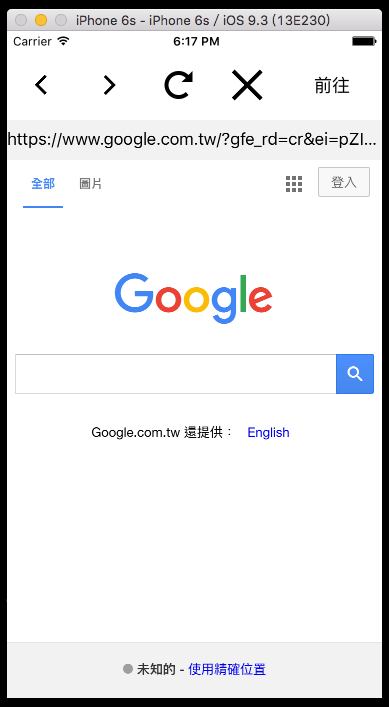 iPhone 6s - iPhone 6s / iOS 9.3 (13E230)
Carrier 6:17 PM
前往
https://www.google.com.tw/?gfe_rd=cr&ei=pZI...
全部 圖片 登入
Google
Google.com.tw 還提供： English
未知的 - 使用精確位置